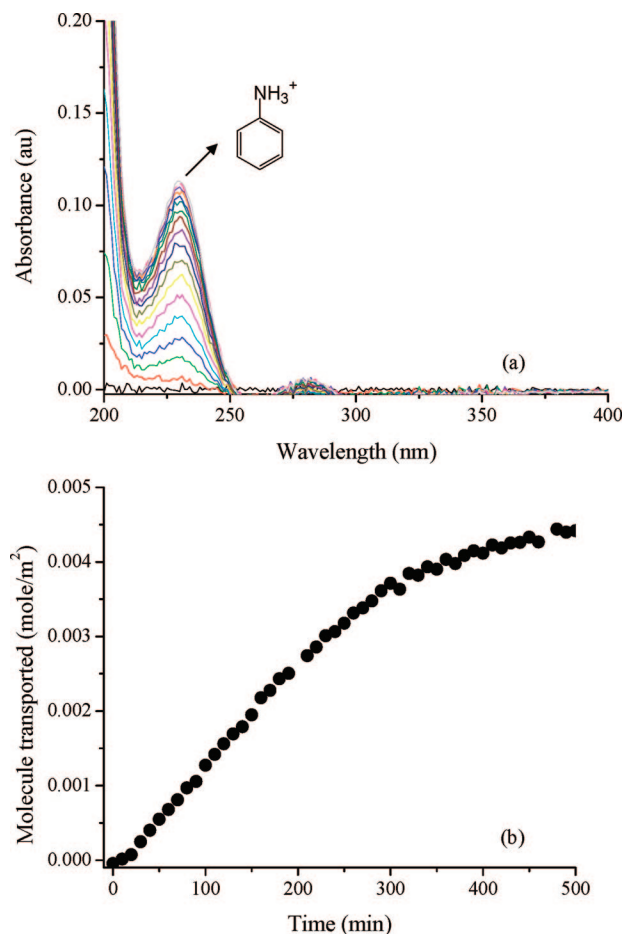 0.20
0.15
0.10
0.05
0.00
Absorbance (au)
NH3+
(a)
200 250 300 350 400
Wavelength (nm)
0.005
0.004
0.003
0.002
0.001
0.000
Molecule transported (mole/m²)
(b)
0 100 200 300 400 500
Time (min)